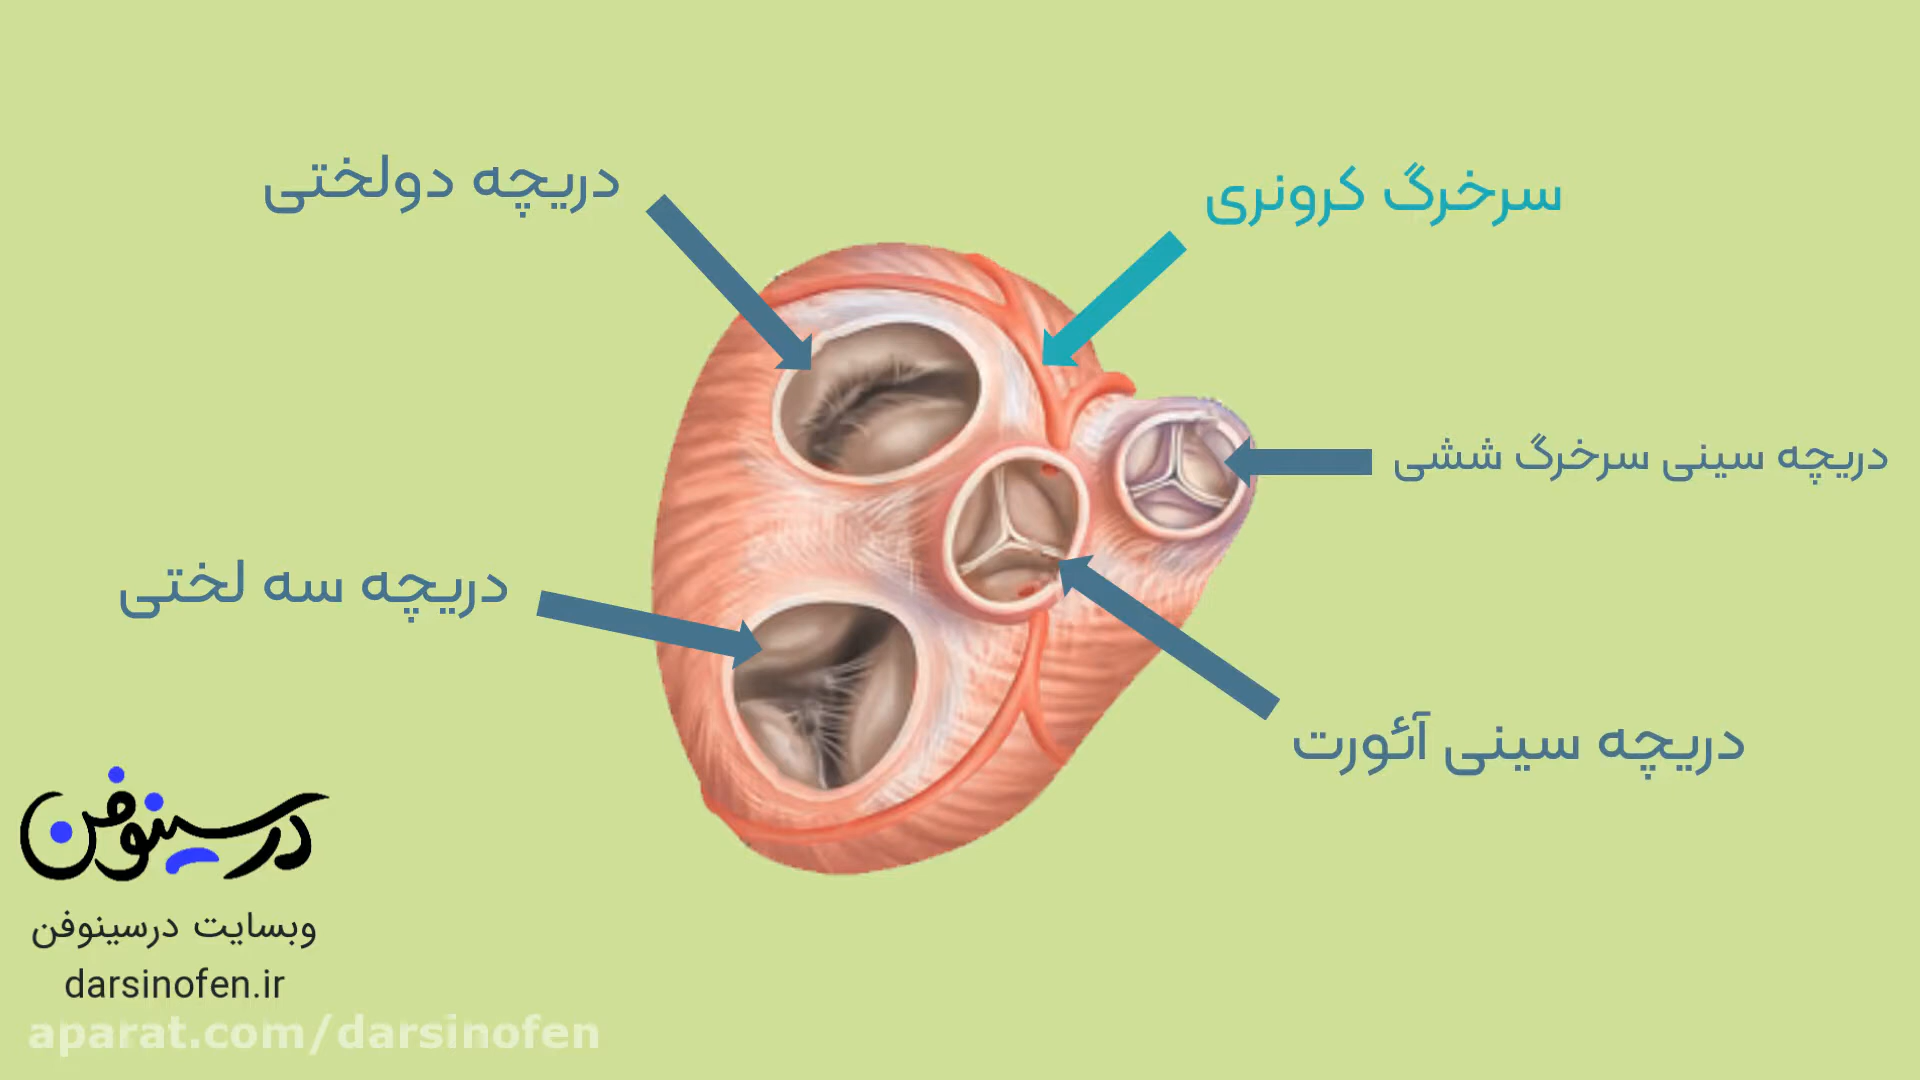 دریچه دولختی
سرخرگ کرونری
دریچه سینی سرخرگ ششی
دریچه سه لختی
دریچه سینی آئورت
درسینوفن
وبسایت درسینوفن
darsinofen.ir
aparat.com/darsinofen